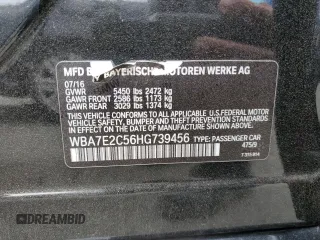 MFD BY BAYERISCHE MOTOREN WERKE AG
07/16
GVWR 5450 lbs 2472 kg
GAWR FRONT 2586 lbs 1173 kg
GAWR REAR 3029 lbs 1374 kg
THIS VEHICLE CONFORMS TO ALL APPLICABLE U.S.
FEDERAL MOTOR VEHICLE SAFETY, BUMPER,
AND THEFT PREVENTION STANDARDS IN EFFECT
ON THE DATE OF MANUFACTURE SHOWN ABOVE.
WBA7E2C56HG739456 TYPE: PASSENGER CAR
475/9
DREAMBID